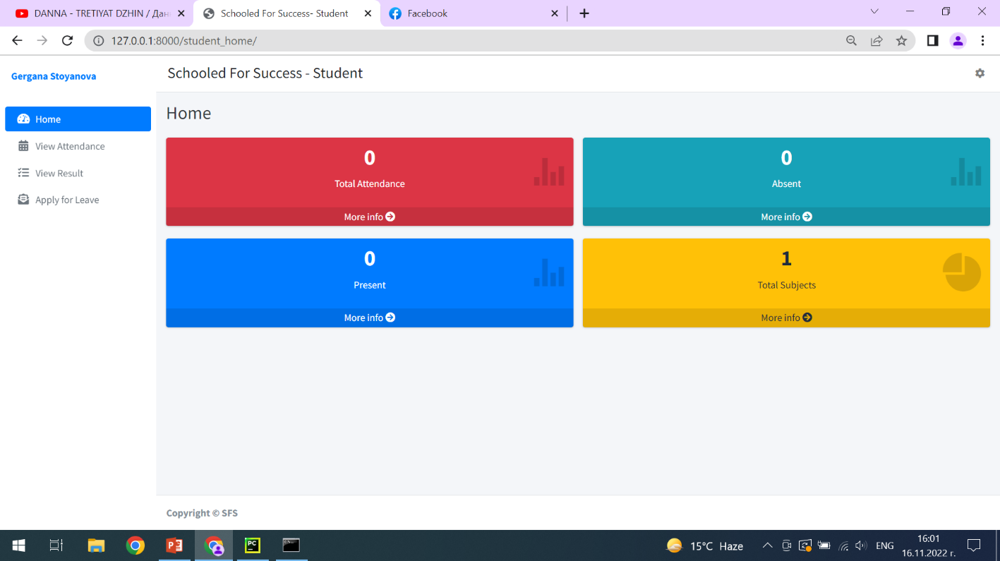 DANNA - TRETIYAT DZHIN / Дан
Schooled For Success- Student
Facebook
127.0.0.1:8000/student_home/
Gergana Stoyanova
Schooled For Success - Student
Home
View Attendance
View Result
Apply for Leave
Home
0
Total Attendance
More info
0
Absent
More info
0
Present
More info
1
Total Subjects
More info
Copyright © SFS
PC
15°C Haze
ENG
16:01
16.11.2022 г.